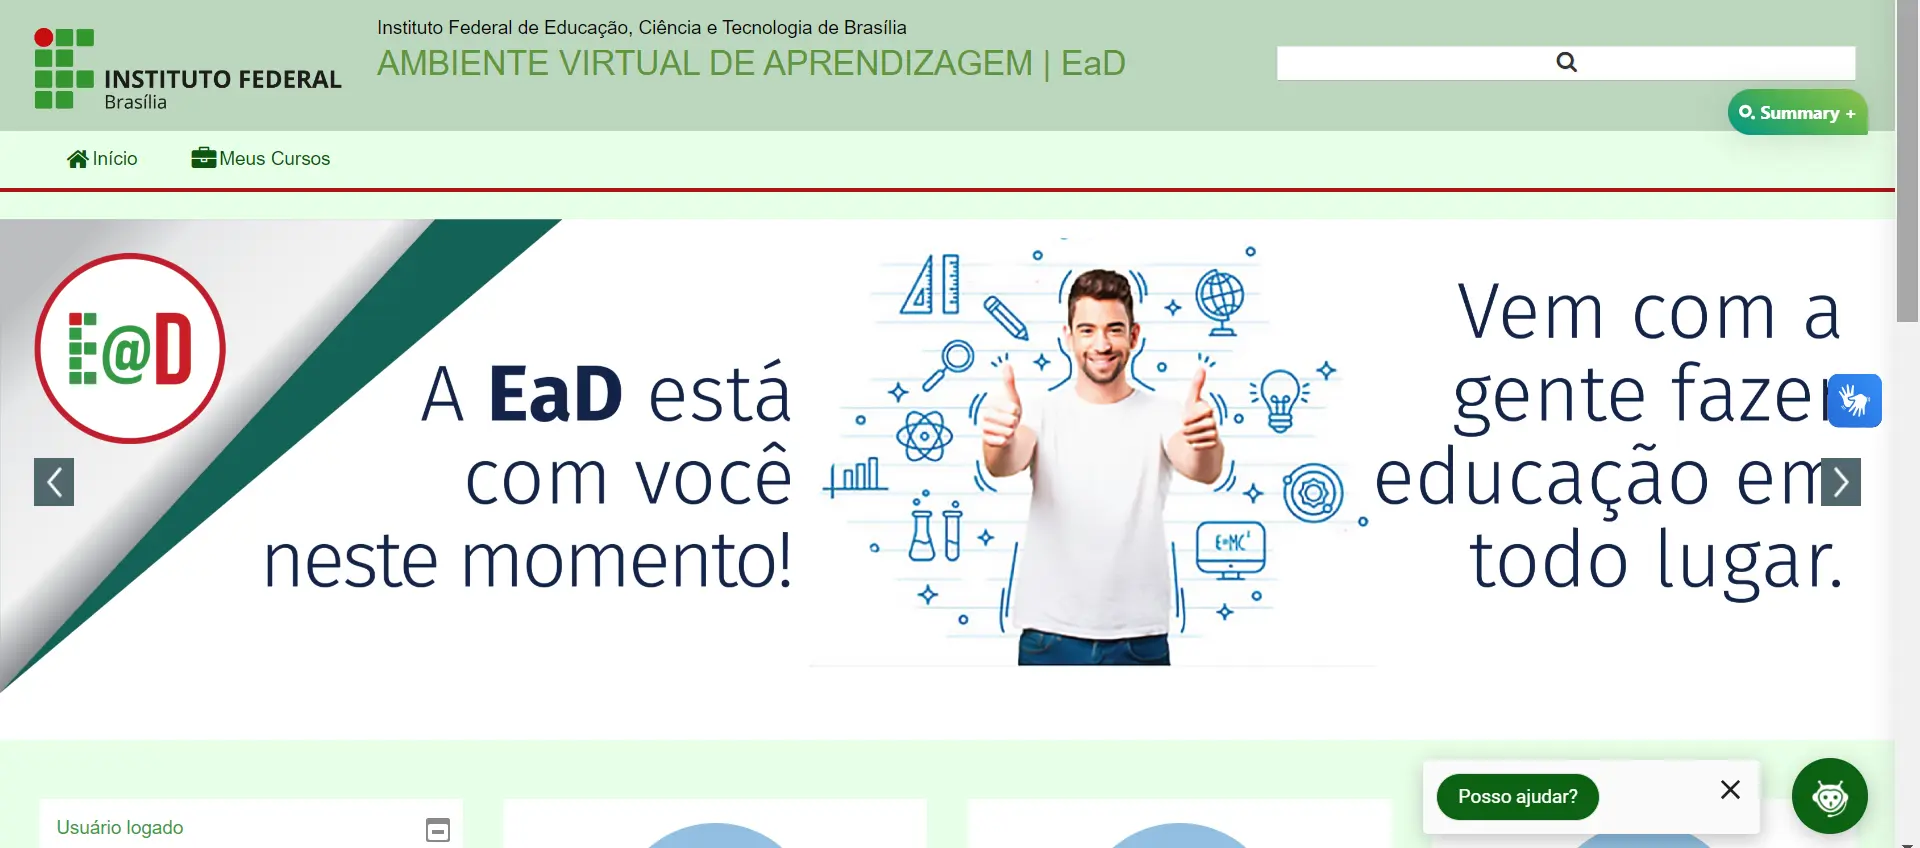 INSTITUTO FEDERAL
Brasília
Instituto Federal de Educação, Ciência e Tecnologia de Brasília
AMBIENTE VIRTUAL DE APRENDIZAGEM | EaD
Summary +
Início
Meus Cursos
E@D
A EaD está
com você
neste momento!
E=MC²
Vem com a
gente fazer
educação em
todo lugar.
Usuário logado
Posso ajudar?